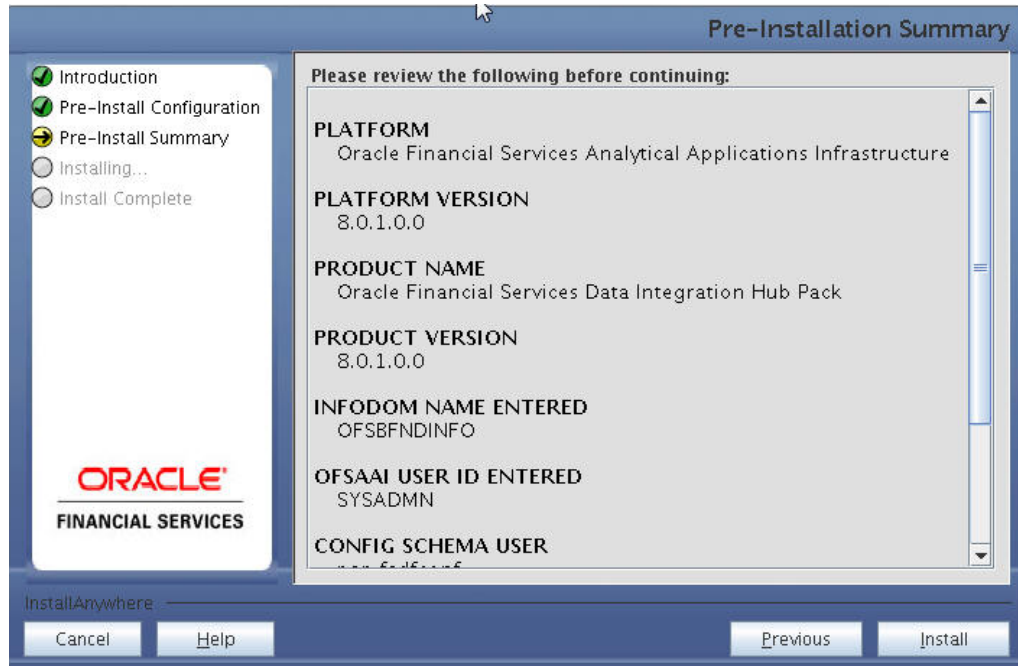 Pre-Installation Summary
Introduction
Pre-Install Configuration
Pre-Install Summary
Installing...
Install Complete
ORACLE®
FINANCIAL SERVICES
Please review the following before continuing:
PLATFORM
Oracle Financial Services Analytical Applications Infrastructure
PLATFORM VERSION
8.0.1.0.0
PRODUCT NAME
Oracle Financial Services Data Integration Hub Pack
PRODUCT VERSION
8.0.1.0.0
INFODOM NAME ENTERED
OFSBFNDINFO
OFSAAI USER ID ENTERED
SYSADMN
CONFIG SCHEMA USER
InstallAnywhere
Cancel
Help
Previous
Install